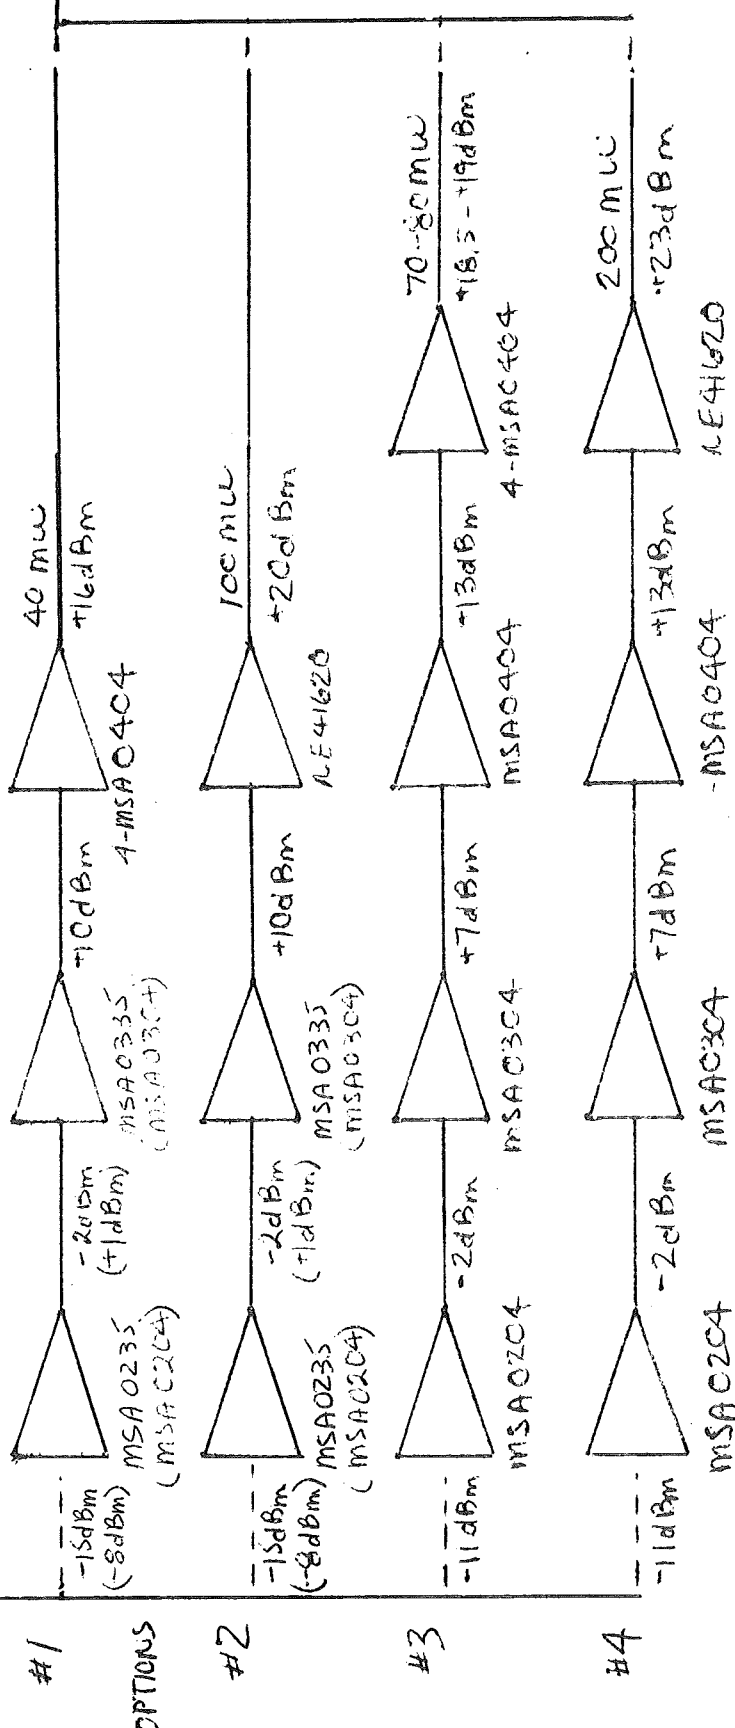 #1
-15dBm
(-8dBm)
MSA0235
(MSA0204)
-2dBm
(+1dBm)
MSA0335
(MSA0304)
+10dBm
4-MSA0404
40 mW
+16dBm
OPTIONS
#2
-15dBm
(-8dBm)
MSA0235
(MSA0204)
-2dBm
(+1dBm)
MSA0335
(MSA0304)
+10dBm
100 mW
+20dBm
#3
-11dBm
MSA0204
-2dBm
MSA0304
+7dBm
MSA0404
+13dBm
4-MSA0404
70-80 mW
+18.5-+19dBm
#4
-11dBm
MSA0204
-2dBm
MSA0304
+7dBm
MSA0404
+13dBm
200 mW
+23dBm